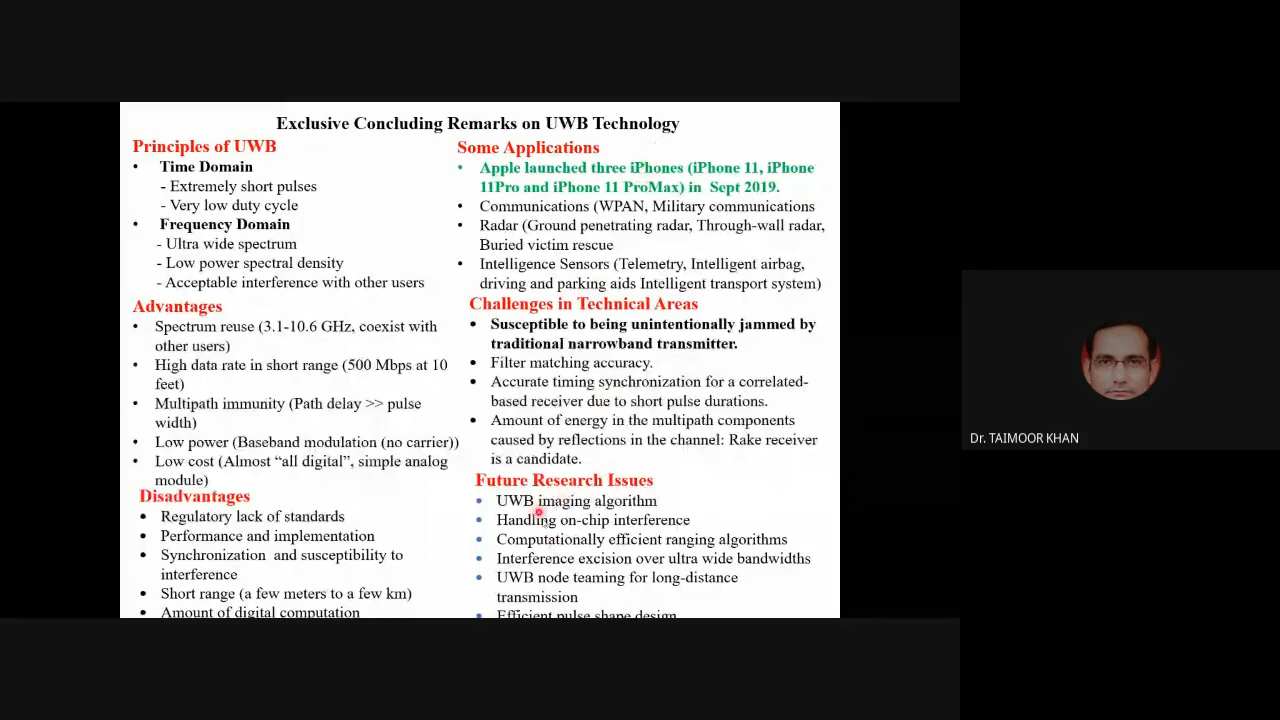 Exclusive Concluding Remarks on UWB Technology
Principles of UWB
• Time Domain
- Extremely short pulses
- Very low duty cycle
• Frequency Domain
- Ultra wide spectrum
- Low power spectral density
- Acceptable interference with other users
Advantages
• Spectrum reuse (3.1-10.6 GHz, coexist with
other users)
• High data rate in short range (500 Mbps at 10
feet)
• Multipath immunity (Path delay >> pulse
width)
• Low power (Baseband modulation (no carrier))
• Low cost (Almost “all digital”, simple analog
module)
Disadvantages
• Regulatory lack of standards
• Performance and implementation
• Synchronization and susceptibility to
interference
• Short range (a few meters to a few km)
• Amount of digital computation
Some Applications
• Apple launched three iPhones (iPhone 11, iPhone
11Pro and iPhone 11 ProMax) in Sept 2019.
• Communications (WPAN, Military communications
• Radar (Ground penetrating radar, Through-wall radar,
Buried victim rescue
• Intelligence Sensors (Telemetry, Intelligent airbag,
driving and parking aids Intelligent transport system)
Challenges in Technical Areas
• Susceptible to being unintentionally jammed by
traditional narrowband transmitter.
• Filter matching accuracy.
• Accurate timing synchronization for a correlated-
based receiver due to short pulse durations.
• Amount of energy in the multipath components
caused by reflections in the channel: Rake receiver
is a candidate.
Future Research Issues
• UWB imaging algorithm
• Handling on-chip interference
• Computationally efficient ranging algorithms
• Interference excision over ultra wide bandwidths
• UWB node teaming for long-distance
transmission
• Efficient pulse shape design
Dr. TAIMOOR KHAN